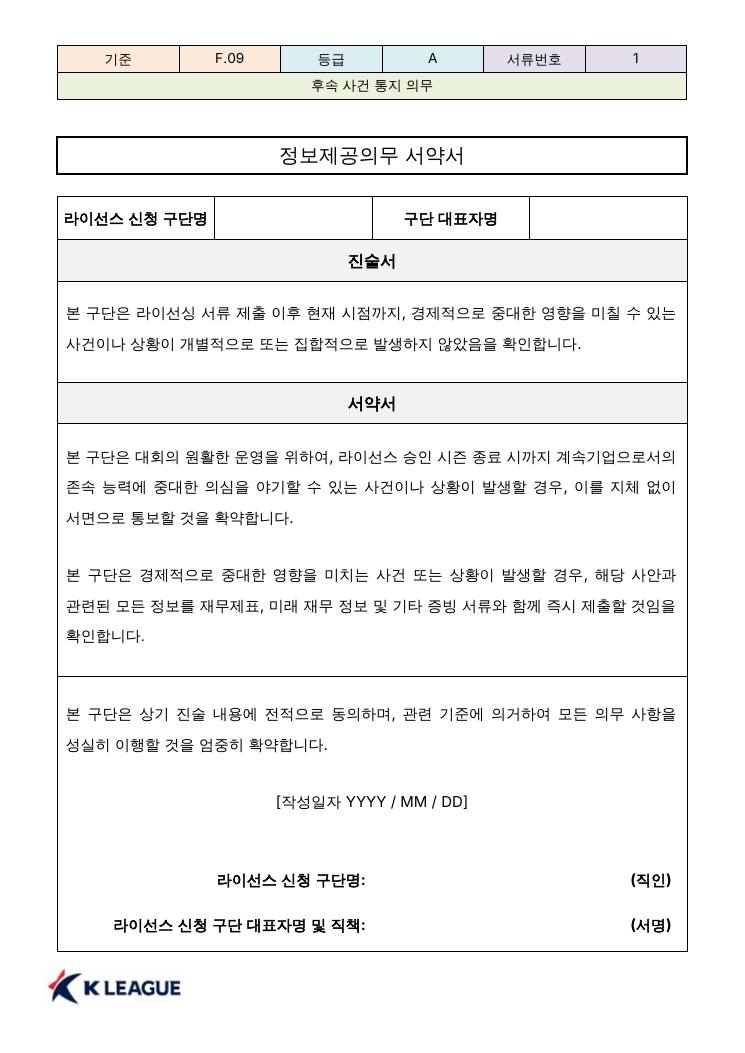 기준 F.09 등급 A 서류번호 1
후속 사건 통지 의무
정보제공의무 서약서
라이선스 신청 구단명 구단 대표자명
진술서
본 구단은 라이선싱 서류 제출 이후 현재 시점까지, 경제적으로 중대한 영향을 미칠 수 있는
사건이나 상황이 개별적으로 또는 집합적으로 발생하지 않았음을 확인합니다.
서약서
본 구단은 대회의 원활한 운영을 위하여, 라이선스 승인 시즌 종료 시까지 계속기업으로서의
존속 능력에 중대한 의심을 야기할 수 있는 사건이나 상황이 발생할 경우, 이를 지체 없이
서면으로 통보할 것을 확약합니다.
본 구단은 경제적으로 중대한 영향을 미치는 사건 또는 상황이 발생할 경우, 해당 사안과
관련된 모든 정보를 재무제표, 미래 재무 정보 및 기타 증빙 서류와 함께 즉시 제출할 것임을
확인합니다.
본 구단은 상기 진술 내용에 전적으로 동의하며, 관련 기준에 의거하여 모든 의무 사항을
성실히 이행할 것을 엄중히 확약합니다.
[작성일자 YYYY / MM / DD]
라이선스 신청 구단명: (직인)
라이선스 신청 구단 대표자명 및 직책: (서명)
K LEAGUE